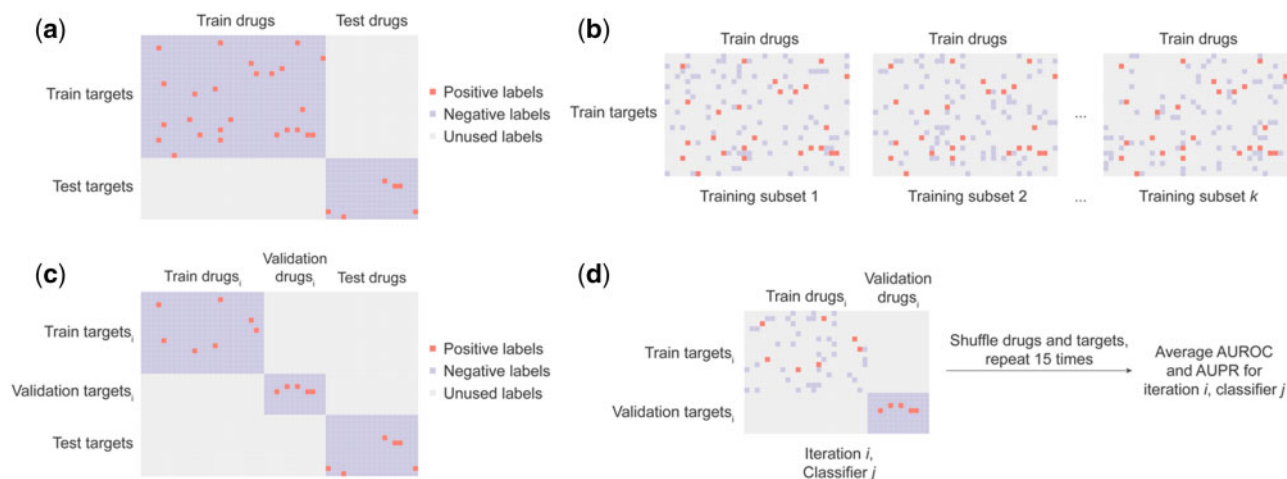 (a)
Train drugs
Test drugs
Train targets
Test targets
Positive labels
Negative labels
Unused labels
(b)
Train drugs
Train drugs
Train drugs
Train targets
...
Training subset 1
Training subset 2
...
Training subset k
(c)
Train drugsᵢ
Validation
drugsᵢ
Test drugs
Train targetsᵢ
Validation targetsᵢ
Test targets
Positive labels
Negative labels
Unused labels
(d)
Train drugsᵢ
Validation
drugsᵢ
Train targetsᵢ
Validation targetsᵢ
Iteration i,
Classifier j
Shuffle drugs and targets,
repeat 15 times
Average AUROC
and AUPR for
iteration i, classifier j